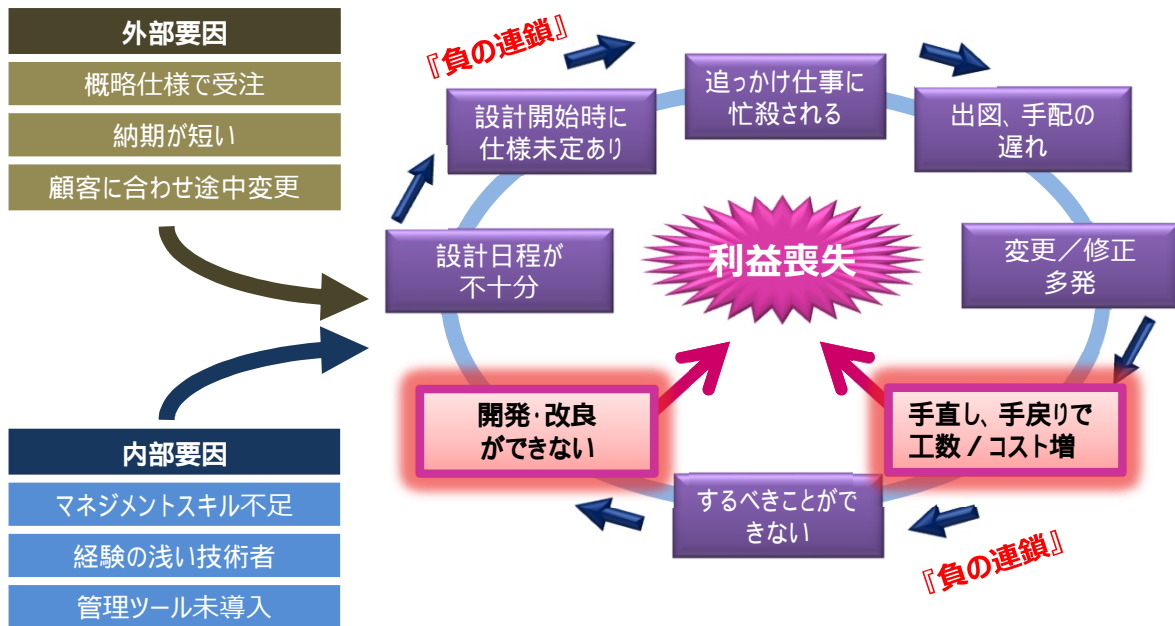 外部要因
概略仕様で受注
納期が短い
顧客に合わせ途中変更
内部要因
マネジメントスキル不足
経験の浅い技術者
管理ツール未導入
『負の連鎖』
設計日程が
不十分
設計開始時に
仕様未定あり
追っかけ仕事に
忙殺される
出図、手配の
遅れ
変更／修正
多発
手直し、手戻りで
工数 / コスト増
するべきことがで
きない
開発・改良
ができない
利益喪失
『負の連鎖』